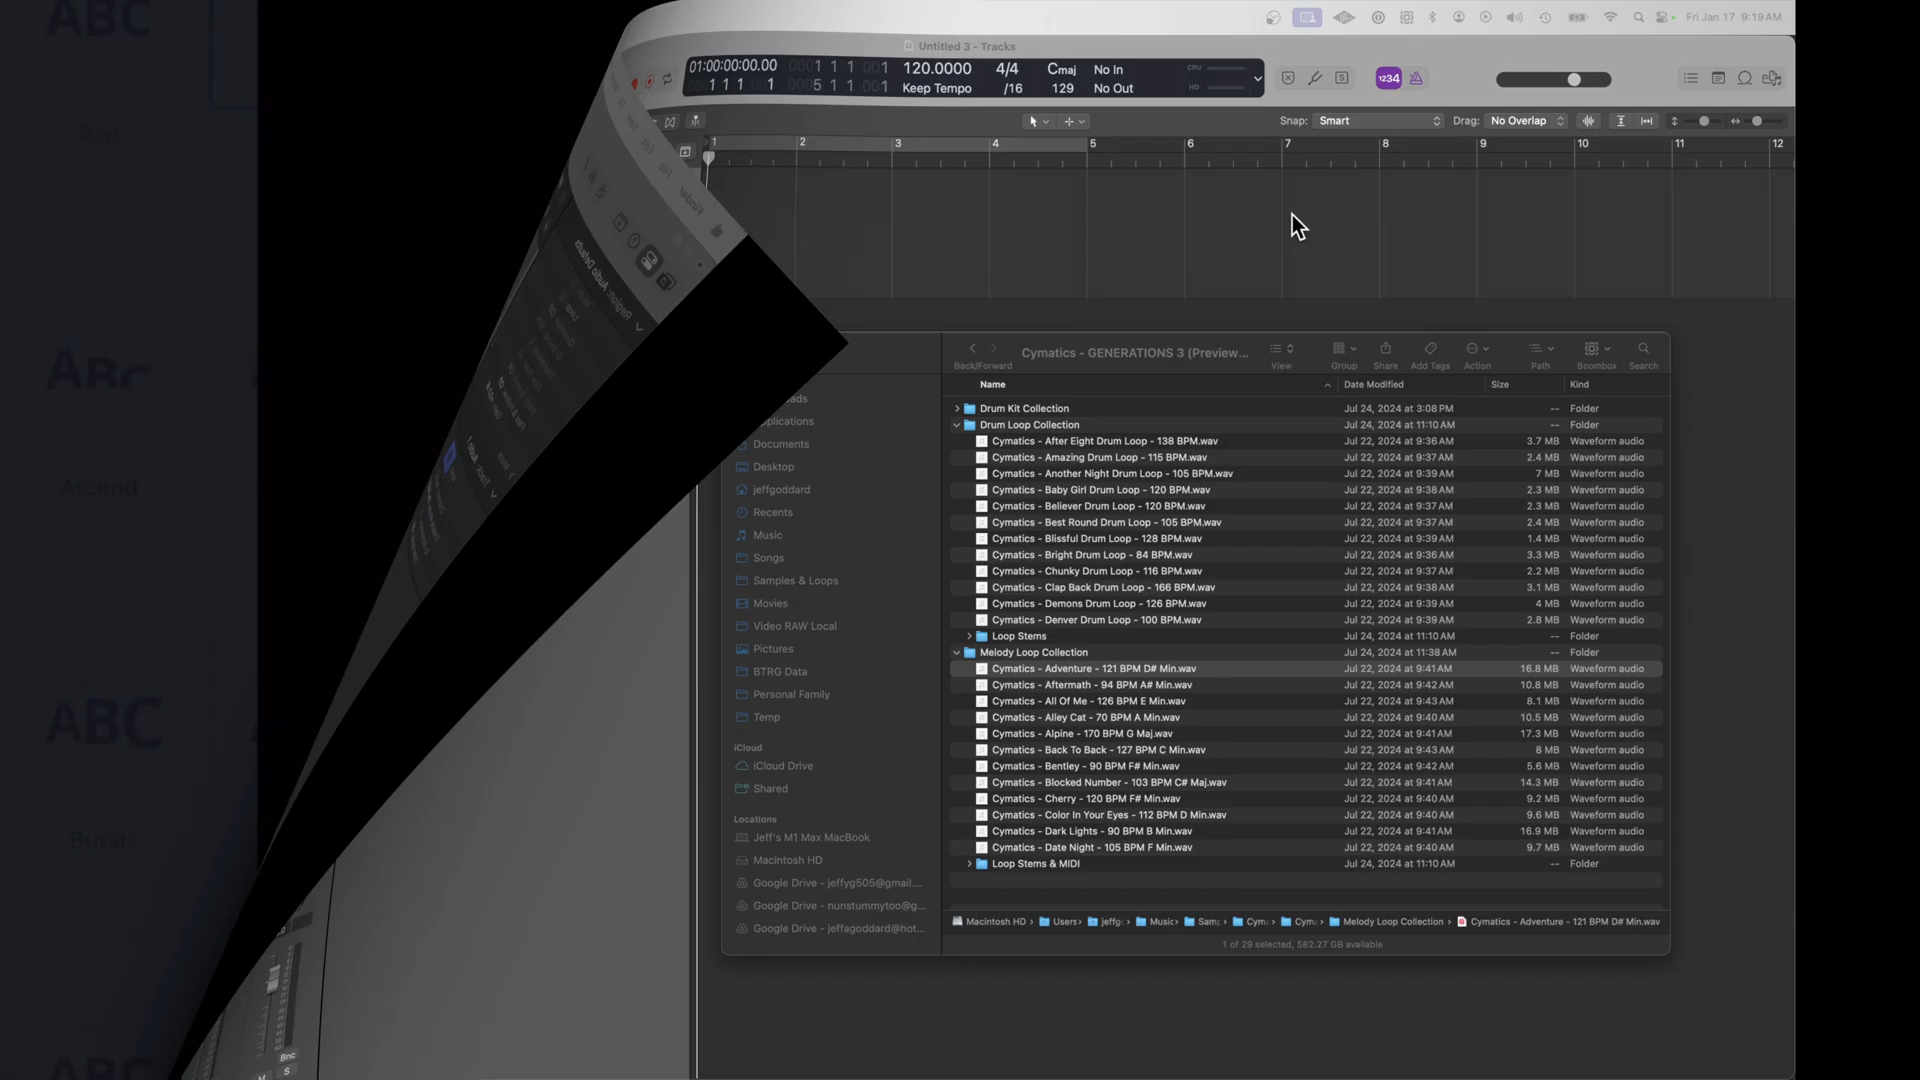 ABC
Pan
ABC
Ascend
ABC
Burst
ABC
Fri Jan 17 9:19 AM
Untitled 3 - Tracks
01:00:00:00.00
1 1 1 1
0001 1 1 001
0005 1 1 001
120.0000
Keep Tempo
4/4
/16
Cmaj
129
No In
No Out
CPU
HD
1234
Snap: Smart
Drag: No Overlap
1 2 3 4 5 6 7 8 9 10 11 12
Finder
File
Edit
Region: Audio Defaults
Cymatics - GENERATIONS 3 (Preview...
Back/Forward
View
Group
Share
Add Tags
Action
Path
Boombox
Search
Name Date Modified Size Kind
Documents
Desktop
jeffgoddard
Recents
Music
Songs
Samples & Loops
Movies
Video RAW Local
Pictures
BTRG Data
Personal Family
Temp
iCloud
iCloud Drive
Shared
Locations
Jeff's M1 Max MacBook
Macintosh HD
Google Drive - jeffyg505@gmail....
Google Drive - nunstummytoo@g...
Google Drive - jeffagoddard@hot...
Drum Kit Collection Jul 24, 2024 at 3:08 PM -- Folder
Drum Loop Collection Jul 24, 2024 at 11:10 AM -- Folder
Cymatics - After Eight Drum Loop - 138 BPM.wav Jul 22, 2024 at 9:36 AM 3.7 MB Waveform audio
Cymatics - Amazing Drum Loop - 115 BPM.wav Jul 22, 2024 at 9:37 AM 2.4 MB Waveform audio
Cymatics - Another Night Drum Loop - 105 BPM.wav Jul 22, 2024 at 9:39 AM 7 MB Waveform audio
Cymatics - Baby Girl Drum Loop - 120 BPM.wav Jul 22, 2024 at 9:38 AM 2.3 MB Waveform audio
Cymatics - Believer Drum Loop - 120 BPM.wav Jul 22, 2024 at 9:37 AM 2.3 MB Waveform audio
Cymatics - Best Round Drum Loop - 105 BPM.wav Jul 22, 2024 at 9:37 AM 2.4 MB Waveform audio
Cymatics - Blissful Drum Loop - 128 BPM.wav Jul 22, 2024 at 9:39 AM 1.4 MB Waveform audio
Cymatics - Bright Drum Loop - 84 BPM.wav Jul 22, 2024 at 9:36 AM 3.3 MB Waveform audio
Cymatics - Chunky Drum Loop - 116 BPM.wav Jul 22, 2024 at 9:37 AM 2.2 MB Waveform audio
Cymatics - Clap Back Drum Loop - 166 BPM.wav Jul 22, 2024 at 9:38 AM 3.1 MB Waveform audio
Cymatics - Demons Drum Loop - 126 BPM.wav Jul 22, 2024 at 9:39 AM 4 MB Waveform audio
Cymatics - Denver Drum Loop - 100 BPM.wav Jul 22, 2024 at 9:39 AM 2.8 MB Waveform audio
Loop Stems Jul 24, 2024 at 11:10 AM -- Folder
Melody Loop Collection Jul 24, 2024 at 11:38 AM -- Folder
Cymatics - Adventure - 121 BPM D# Min.wav Jul 22, 2024 at 9:41 AM 16.8 MB Waveform audio
Cymatics - Aftermath - 94 BPM A# Min.wav Jul 22, 2024 at 9:42 AM 10.8 MB Waveform audio
Cymatics - All Of Me - 126 BPM E Min.wav Jul 22, 2024 at 9:43 AM 8.1 MB Waveform audio
Cymatics - Alley Cat - 70 BPM A Min.wav Jul 22, 2024 at 9:40 AM 10.5 MB Waveform audio
Cymatics - Alpine - 170 BPM G Maj.wav Jul 22, 2024 at 9:41 AM 17.3 MB Waveform audio
Cymatics - Back To Back - 127 BPM C Min.wav Jul 22, 2024 at 9:43 AM 8 MB Waveform audio
Cymatics - Bentley - 90 BPM F# Min.wav Jul 22, 2024 at 9:42 AM 5.6 MB Waveform audio
Cymatics - Blocked Number - 103 BPM C# Maj.wav Jul 22, 2024 at 9:41 AM 14.3 MB Waveform audio
Cymatics - Cherry - 120 BPM F# Min.wav Jul 22, 2024 at 9:40 AM 9.2 MB Waveform audio
Cymatics - Color In Your Eyes - 112 BPM D Min.wav Jul 22, 2024 at 9:40 AM 9.6 MB Waveform audio
Cymatics - Dark Lights - 90 BPM B Min.wav Jul 22, 2024 at 9:41 AM 16.9 MB Waveform audio
Cymatics - Date Night - 105 BPM F Min.wav Jul 22, 2024 at 9:40 AM 9.7 MB Waveform audio
Loop Stems & MIDI Jul 24, 2024 at 11:10 AM -- Folder
Macintosh HD › Users › jeffg › Music › Sam › Cym › Cym › Melody Loop Collection › Cymatics - Adventure - 121 BPM D# Min.wav
1 of 29 selected, 582.27 GB available
Bnc
M S